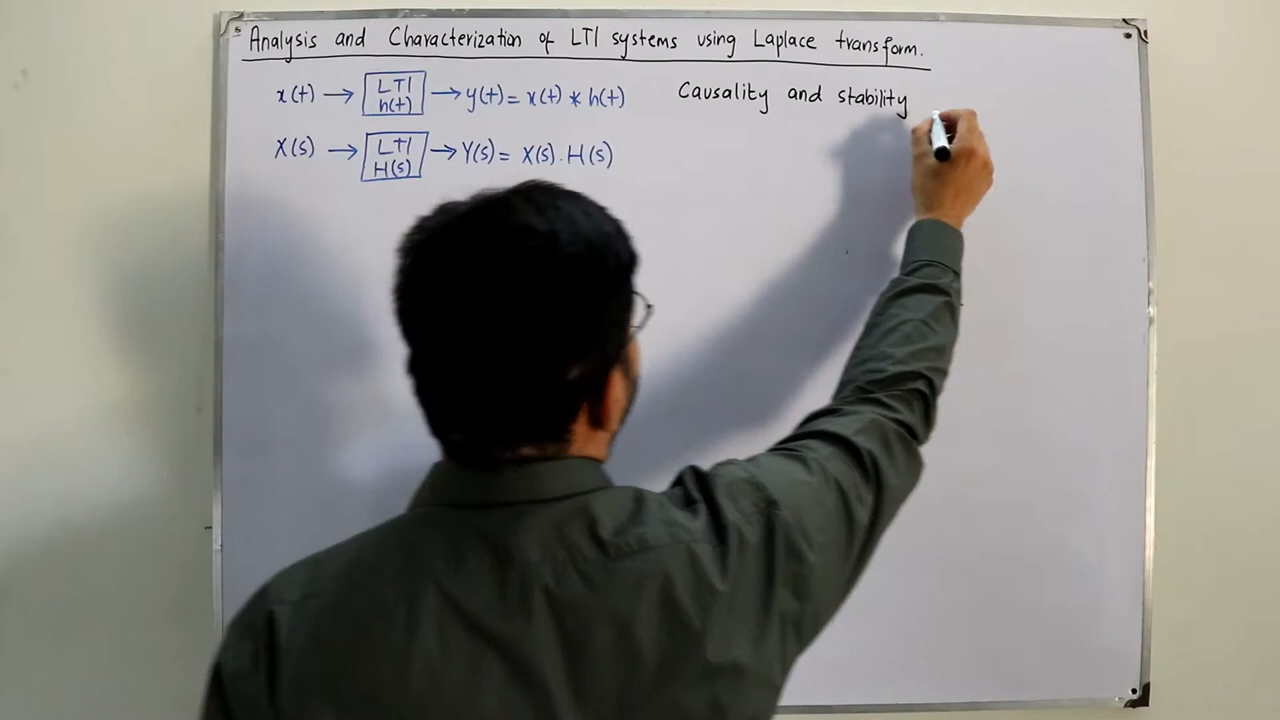 Analysis and Characterization of LTI systems using Laplace transform.
x(t) → LTI h(t) → y(t) = x(t) * h(t)
X(s) → LTI H(s) → Y(s) = X(s) . H(s)
Causality and stability